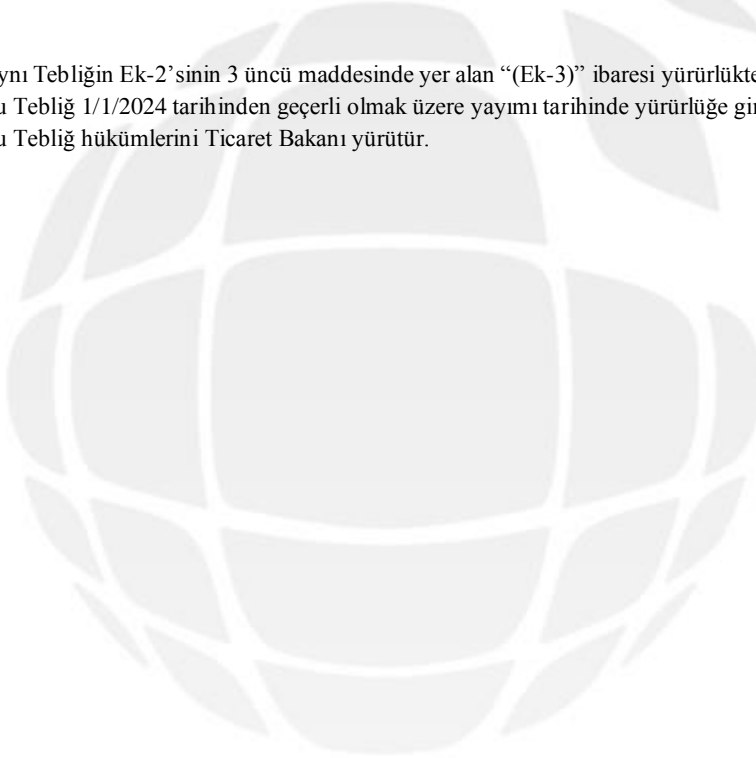 ynı Tebliğin Ek-2’sinin 3 üncü maddesinde yer alan “(Ek-3)” ibaresi yürürlükte
u Tebliğ 1/1/2024 tarihinden geçerli olmak üzere yayımı tarihinde yürürlüğe gir
u Tebliğ hükümlerini Ticaret Bakanı yürütür.